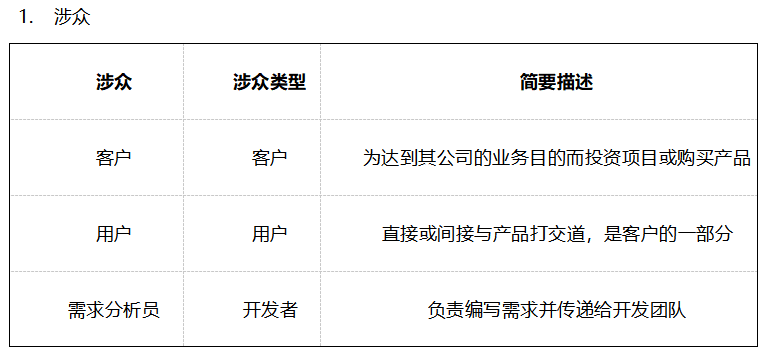 1. 涉众
涉众 涉众类型 简要描述
客户 客户 为达到其公司的业务目的而投资项目或购买产品
用户 用户 直接或间接与产品打交道，是客户的一部分
需求分析员 开发者 负责编写需求并传递给开发团队